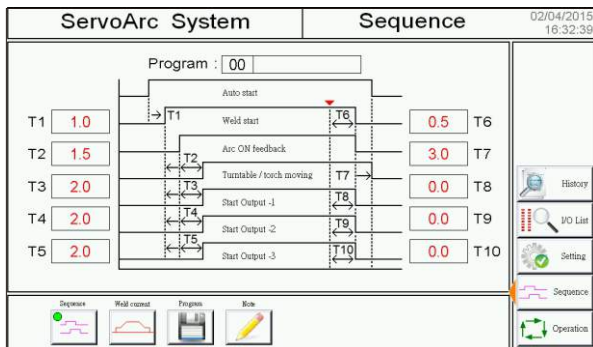 ServoArc System
Sequence
02/04/2015
16:32:39
Program : 00
Auto start
T1 1.0
T1
Weld start
T6
0.5 T6
T2 1.5
Arc ON feedback
3.0 T7
T2
Turntable / torch moving
T7
T3 2.0
T3
Start Output -1
T8
0.0 T8
T4 2.0
T4
Start Output -2
T9
0.0 T9
T5 2.0
T5
Start Output -3
T10
0.0 T10
History
I/O List
Setting
Sequence
Operation
Sequence
Weld current
Program
Note